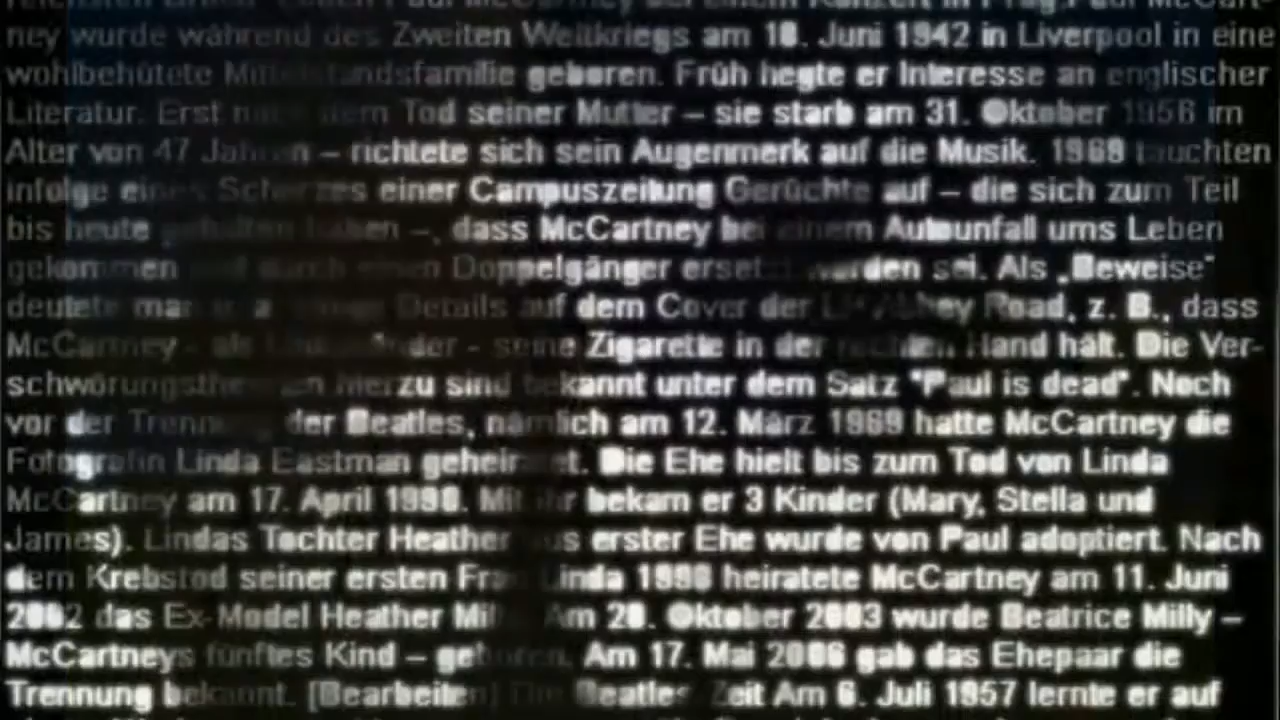 ney wurde während des Zweiten Weltkriegs am 18. Juni 1942 in Liverpool in eine
wohlbehütete Mittelstandsfamilie geboren. Früh hegte er Interesse an englischer
Literatur. Erst nach dem Tod seiner Mutter – sie starb am 31. Oktober 1956 im
Alter von 47 Jahren – richtete sich sein Augenmerk auf die Musik. 1969 tauchten
infolge eines Scherzes einer Campuszeitung Gerüchte auf – die sich zum Teil
bis heute gehalten haben –, dass McCartney bei einem Autounfall ums Leben
gekommen und durch einen Doppelgänger ersetzt worden sei. Als „Beweise"
deutete man u. a. einige Details auf dem Cover der LP Abbey Road, z. B., dass
McCartney - als Linkshänder - seine Zigarette in der rechten Hand hält. Die Ver-
schwörungstheorien hierzu sind bekannt unter dem Satz "Paul is dead". Noch
vor der Trennung der Beatles, nämlich am 12. März 1969 hatte McCartney die
Fotografin Linda Eastman geheiratet. Die Ehe hielt bis zum Tod von Linda
McCartney am 17. April 1998. Mit ihr bekam er 3 Kinder (Mary, Stella und
James). Lindas Tochter Heather aus erster Ehe wurde von Paul adoptiert. Nach
dem Krebstod seiner ersten Frau Linda 1998 heiratete McCartney am 11. Juni
2002 das Ex-Model Heather Mills. Am 28. Oktober 2003 wurde Beatrice Milly –
McCartneys fünftes Kind – geboren. Am 17. Mai 2006 gab das Ehepaar die
Trennung bekannt. [Bearbeiten] The Beatles Zeit Am 6. Juli 1957 lernte er auf